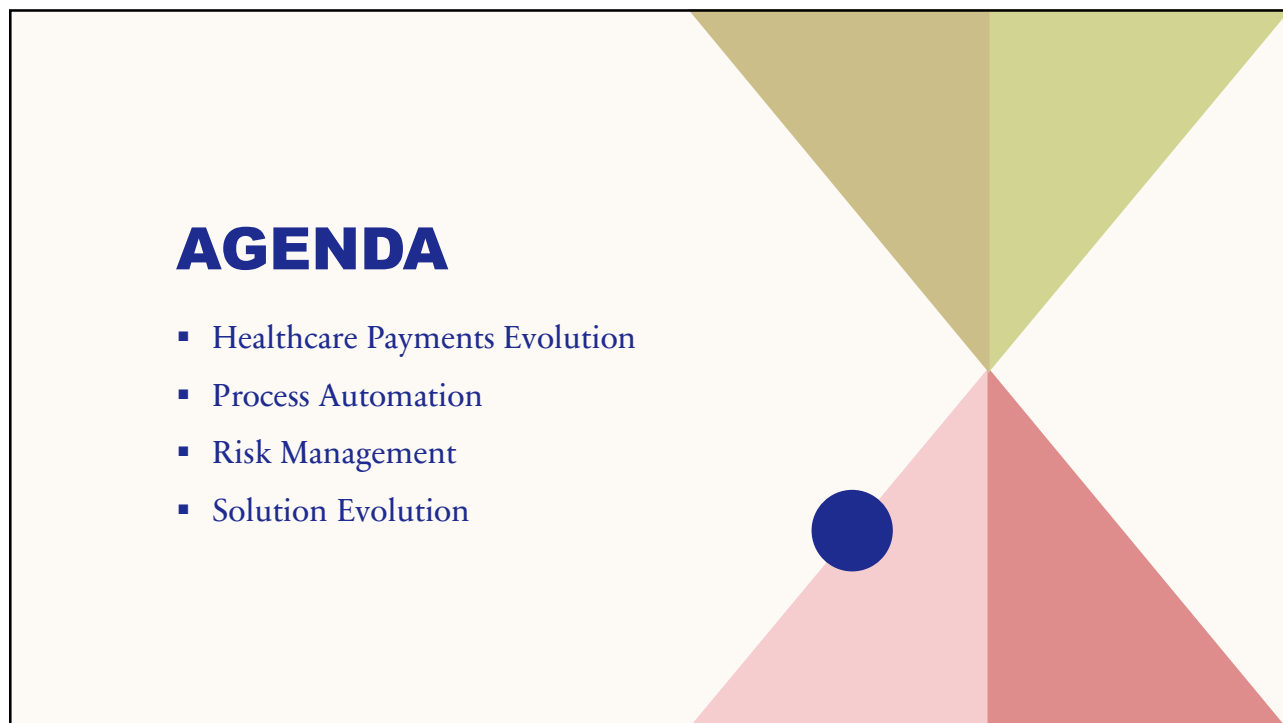 AGENDA
▪ Healthcare Payments Evolution
▪ Process Automation
▪ Risk Management
▪ Solution Evolution